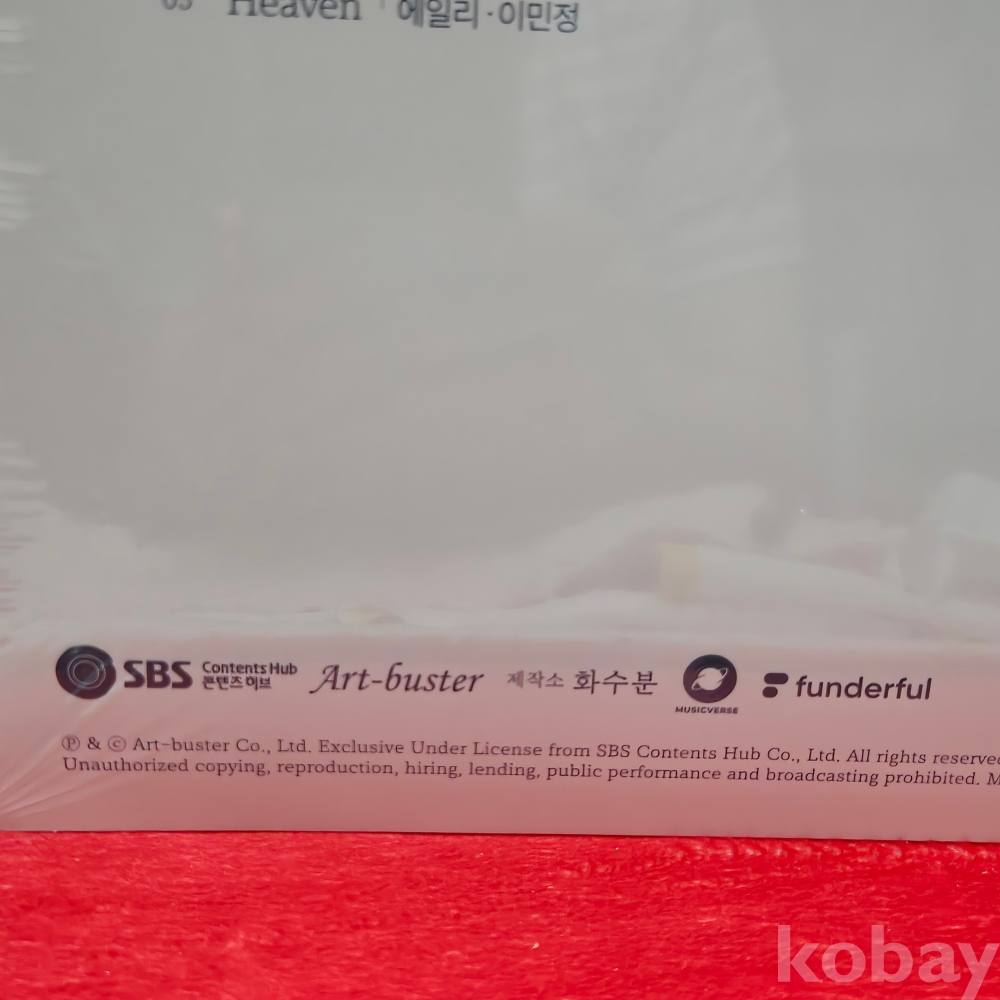 05 Heaven | 에일리·이민정
SBS Contents Hub 콘텐츠허브 Art-buster 제작소 화수분 MUSICVERSE funderful
Ⓟ & ⓒ Art-buster Co., Ltd. Exclusive Under License from SBS Contents Hub Co., Ltd. All rights reserved
Unauthorized copying, reproduction, hiring, lending, public performance and broadcasting prohibited. M
kobay